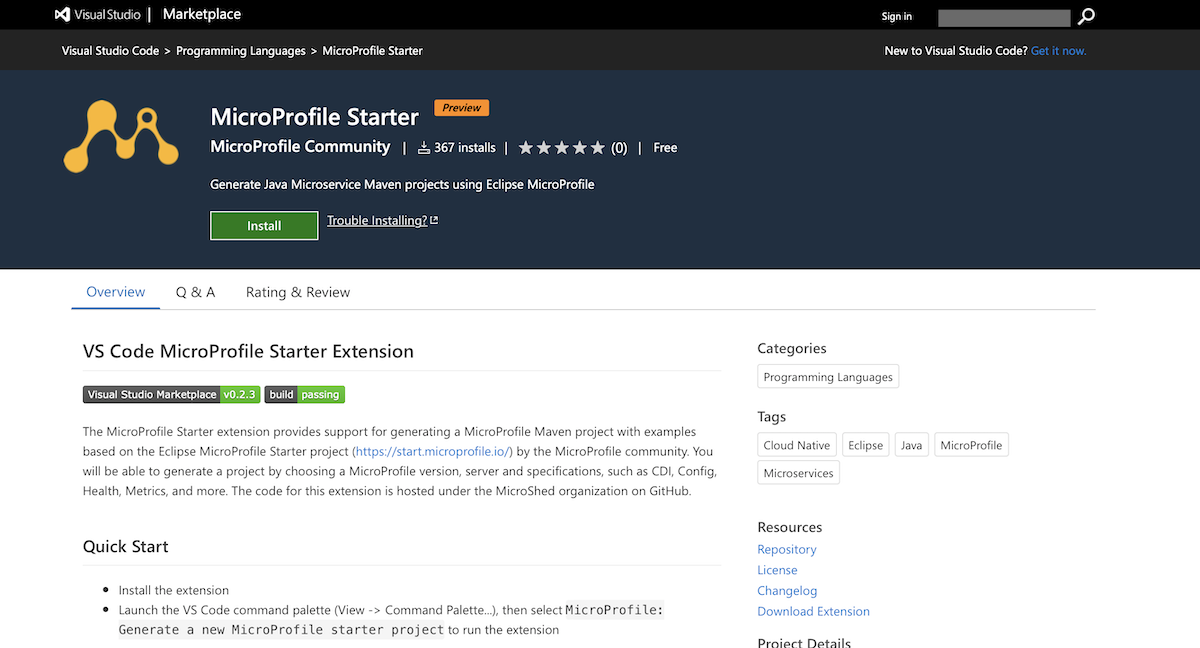 Visual Studio | Marketplace
Sign in
Visual Studio Code > Programming Languages > MicroProfile Starter
New to Visual Studio Code? Get it now.
MicroProfile Starter Preview
MicroProfile Community | 367 installs | (0) | Free
Generate Java Microservice Maven projects using Eclipse MicroProfile
Install Trouble Installing?
Overview Q & A Rating & Review
VS Code MicroProfile Starter Extension
Visual Studio Marketplace v0.2.3 build passing
The MicroProfile Starter extension provides support for generating a MicroProfile Maven project with examples
based on the Eclipse MicroProfile Starter project (https://start.microprofile.io/) by the MicroProfile community. You
will be able to generate a project by choosing a MicroProfile version, server and specifications, such as CDI, Config,
Health, Metrics, and more. The code for this extension is hosted under the MicroShed organization on GitHub.
Quick Start
• Install the extension
• Launch the VS Code command palette (View -> Command Palette...), then select MicroProfile:
Generate a new MicroProfile starter project to run the extension
Categories
Programming Languages
Tags
Cloud Native Eclipse Java MicroProfile
Microservices
Resources
Repository
License
Changelog
Download Extension
Project Details